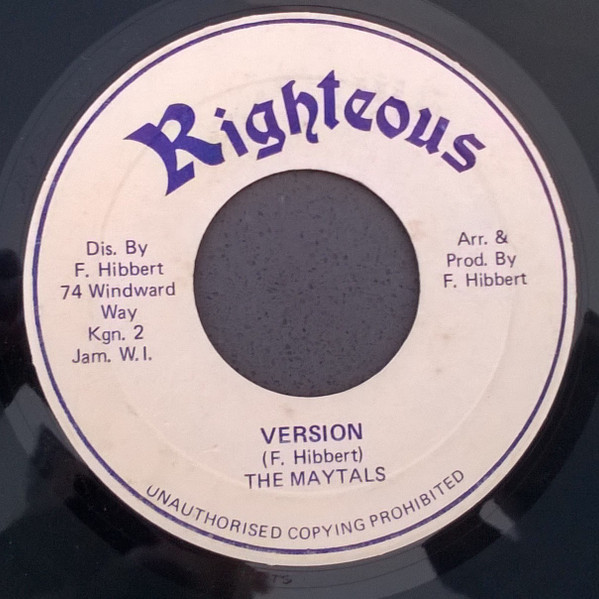 Righteous
Dis. By
F. Hibbert
74 Windward
Way
Kgn. 2
Jam. W.I.
Arr. &
Prod. By
F. Hibbert
VERSION
(F. Hibbert)
THE MAYTALS
UNAUTHORISED COPYING PROHIBITED